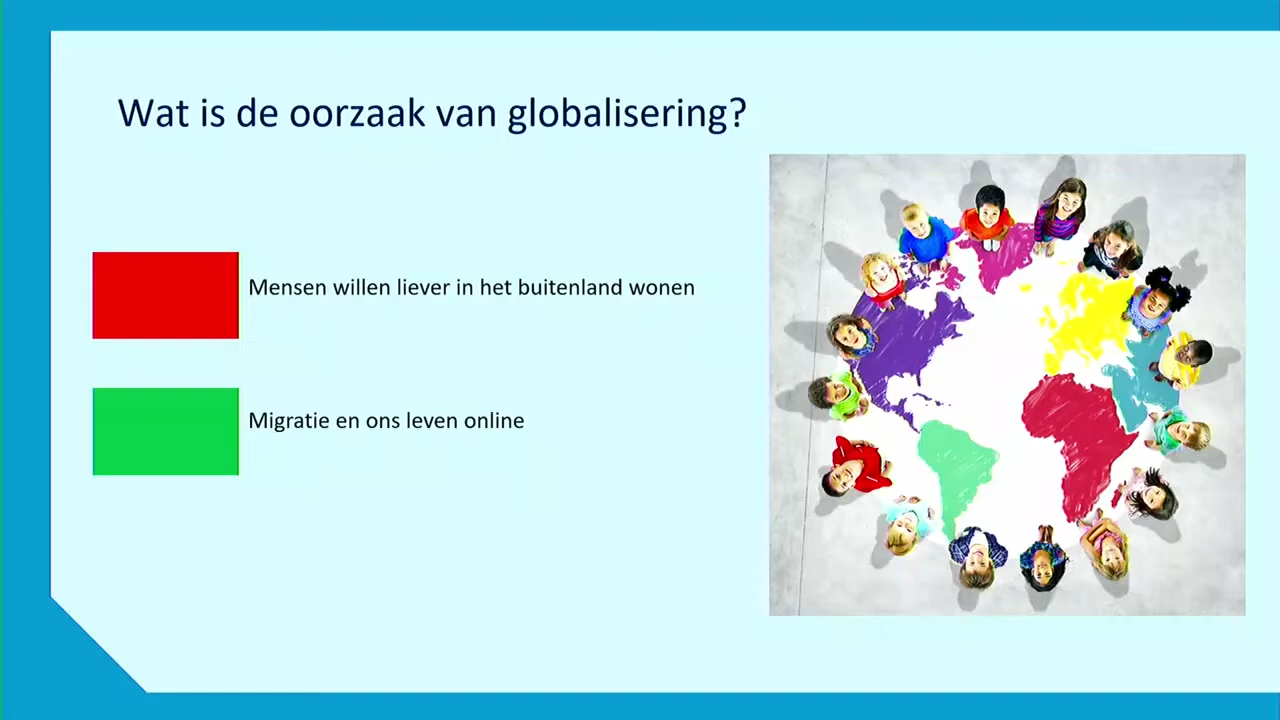 Wat is de oorzaak van globalisering?
Mensen willen liever in het buitenland wonen
Migratie en ons leven online